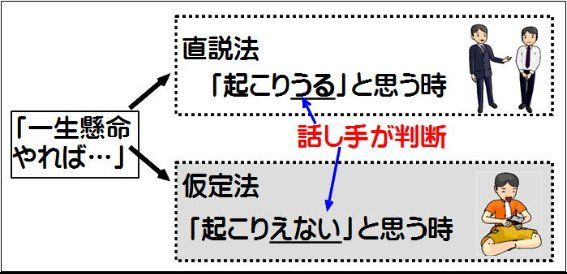 直説法
「起こりうる」と思う時
「一生懸命
やれば…」
話し手が判断
仮定法
「起こりえない」と思う時